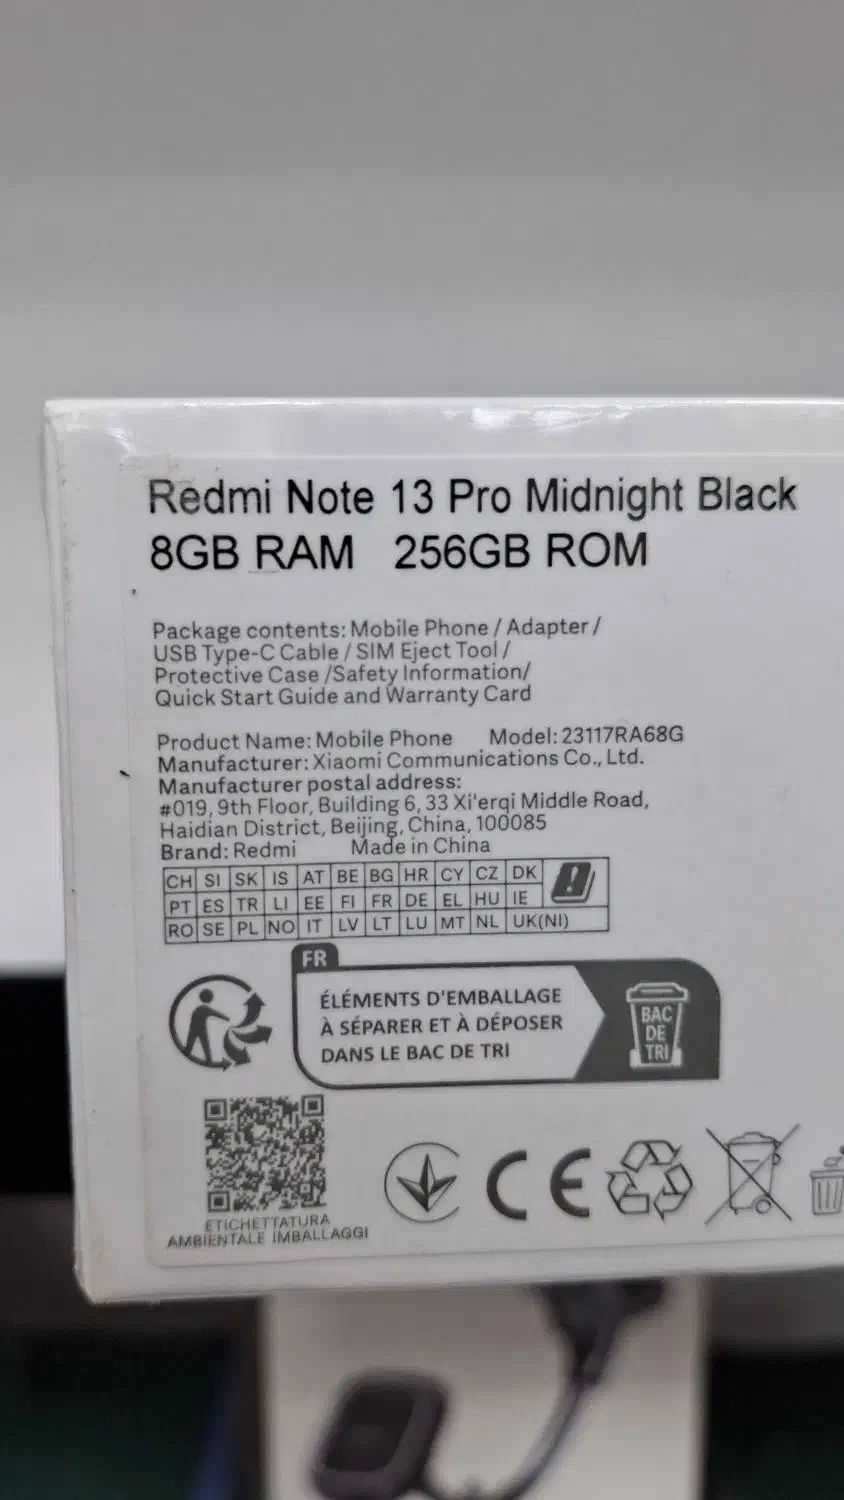 Redmi Note 13 Pro Midnight Black
8GB RAM 256GB ROM
Package contents: Mobile Phone / Adapter /
USB Type-C Cable / SIM Eject Tool /
Protective Case /Safety Information/
Quick Start Guide and Warranty Card
Product Name: Mobile Phone Model: 23117RA68G
Manufacturer: Xiaomi Communications Co., Ltd.
Manufacturer postal address:
#019, 9th Floor, Building 6, 33 Xi'erqi Middle Road,
Haidian District, Beijing, China, 100085
Brand: Redmi Made in China
CH SI SK IS AT BE BG HR CY CZ DK
PT ES TR LI EE FI FR DE EL HU IE
RO SE PL NO IT LV LT LU MT NL UK(NI)
FR
ÉLÉMENTS D'EMBALLAGE
À SÉPARER ET À DÉPOSER
DANS LE BAC DE TRI
BAC
DE
TRI
CE
ETICHETTATURA
AMBIENTALE IMBALLAGGI